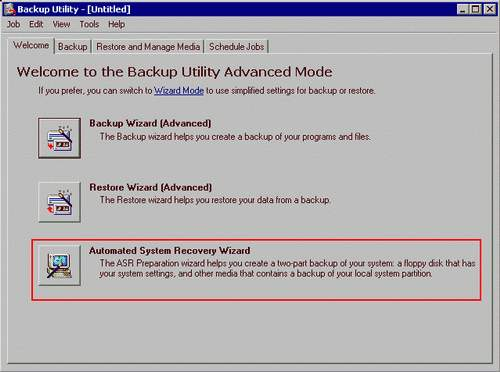 Backup Utility - [Untitled]
Job Edit View Tools Help
Welcome Backup Restore and Manage Media Schedule Jobs
Welcome to the Backup Utility Advanced Mode
If you prefer, you can switch to Wizard Mode to use simplified settings for backup or restore.
Backup Wizard (Advanced)
The Backup wizard helps you create a backup of your programs and files.
Restore Wizard (Advanced)
The Restore wizard helps you restore your data from a backup.
Automated System Recovery Wizard
The ASR Preparation wizard helps you create a two-part backup of your system: a floppy disk that has
your system settings, and other media that contains a backup of your local system partition.